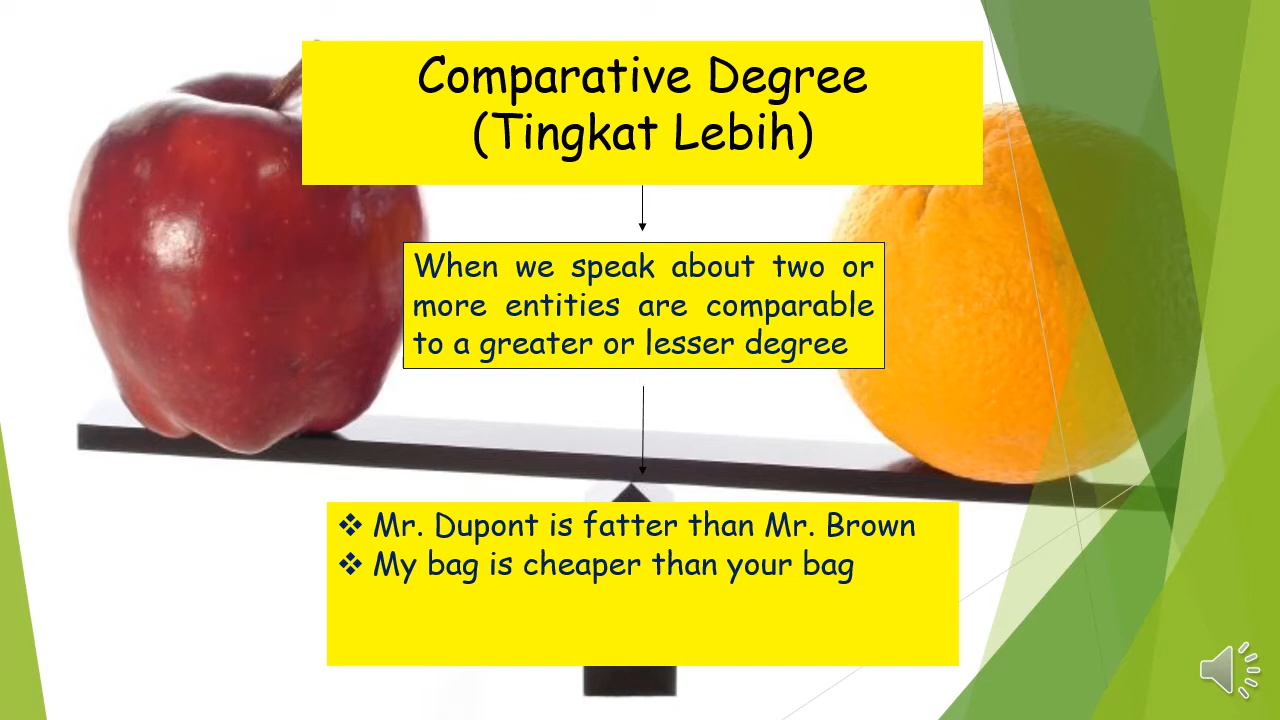 Comparative Degree
(Tingkat Lebih)
When we speak about two or
more entities are comparable
to a greater or lesser degree
❖ Mr. Dupont is fatter than Mr. Brown
❖ My bag is cheaper than your bag